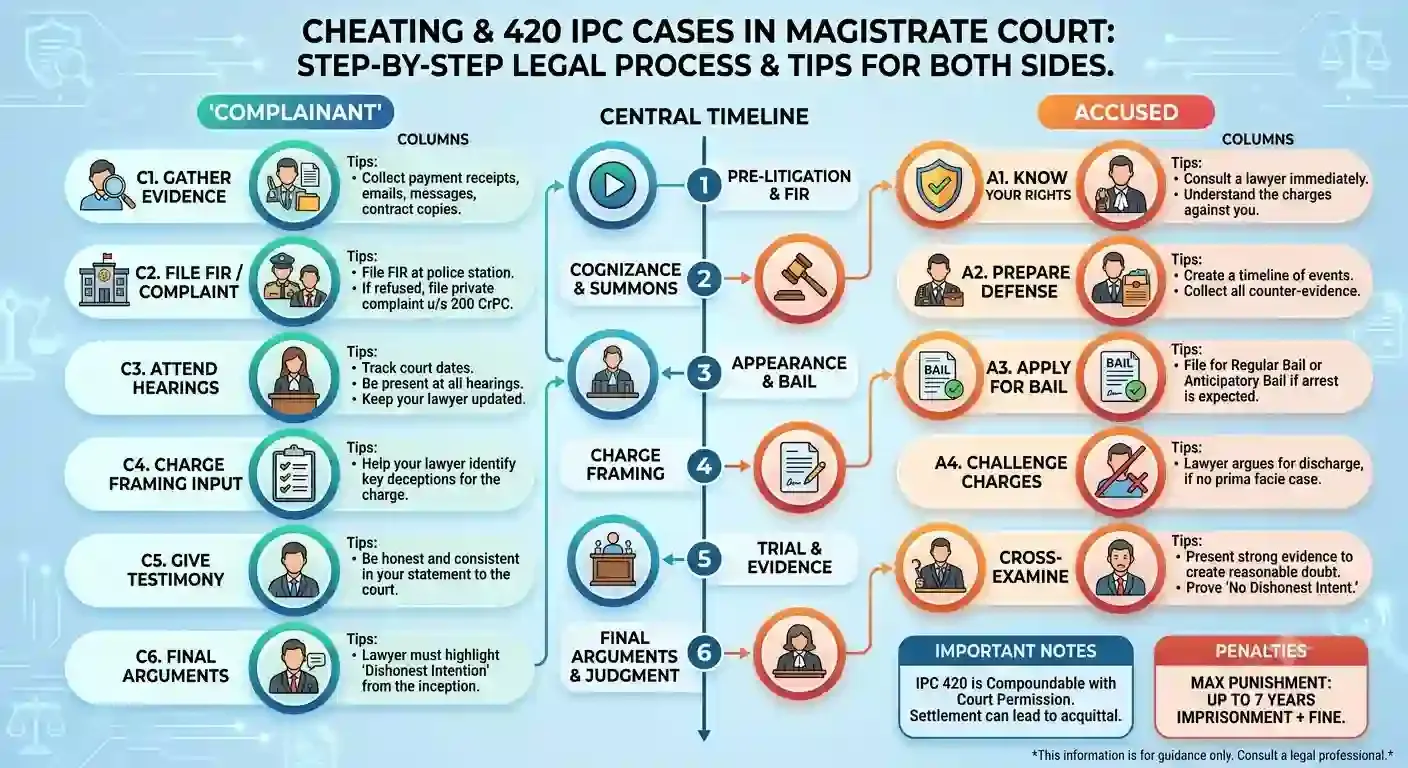 CHEATING & 420 IPC CASES IN MAGISTRATE COURT:
STEP-BY-STEP LEGAL PROCESS & TIPS FOR BOTH SIDES.
'COMPLAINANT'
COLUMNS
C1. GATHER
EVIDENCE
Tips:
• Collect payment receipts,
emails, messages,
contract copies.
C2. FILE FIR /
COMPLAINT
Tips:
• File FIR at police station.
• If refused, file private
complaint u/s 200 CrPC.
C3. ATTEND
HEARINGS
Tips:
• Track court dates.
• Be present at all hearings.
• Keep your lawyer updated.
C4. CHARGE
FRAMING INPUT
Tips:
• Help your lawyer identify
key deceptions for the
charge.
C5. GIVE
TESTIMONY
Tips:
• Be honest and consistent
in your statement to the
court.
C6. FINAL
ARGUMENTS
Tips:
• Lawyer must highlight
'Dishonest Intention'
from the inception.
CENTRAL TIMELINE
1
PRE-LITIGATION
& FIR
COGNIZANCE
& SUMMONS
2
3
APPEARANCE
& BAIL
CHARGE
FRAMING
4
5
TRIAL &
EVIDENCE
FINAL
ARGUMENTS
& JUDGMENT
6
ACCUSED
COLUMNS
A1. KNOW
YOUR RIGHTS
Tips:
• Consult a lawyer immediately.
• Understand the charges
against you.
A2. PREPARE
DEFENSE
Tips:
• Create a timeline of events.
• Collect all counter-evidence.
BAIL
A3. APPLY
FOR BAIL
BAIL
Tips:
• File for Regular Bail or
Anticipatory Bail if arrest
is expected.
A4. CHALLENGE
CHARGES
Tips:
• Lawyer argues for discharge,
if no prima facie case.
CROSS-
EXAMINE
Tips:
• Present strong evidence to
create reasonable doubt.
• Prove 'No Dishonest Intent.'
IMPORTANT NOTES
IPC 420 is Compoundable with
Court Permission.
Settlement can lead to acquittal.
PENALTIES
MAX PUNISHMENT:
UP TO 7 YEARS
IMPRISONMENT + FINE.
*This information is for guidance only. Consult a legal professional.*